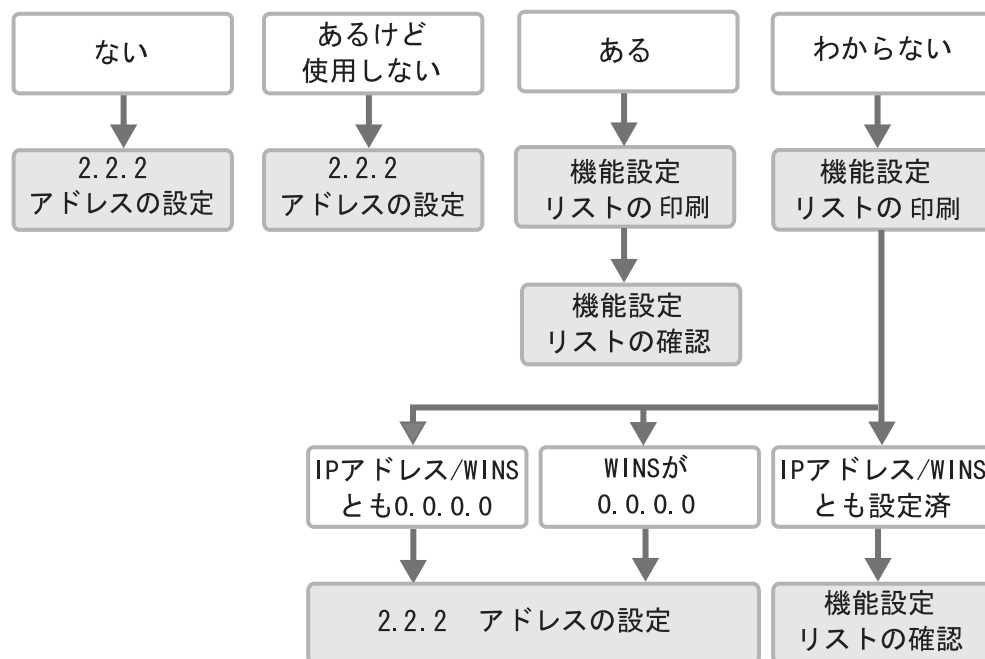 ない
あるけど
使用しない
ある
わからない
2.2.2
アドレスの設定
2.2.2
アドレスの設定
機能設定
リストの印刷
機能設定
リストの印刷
機能設定
リストの確認
IPアドレス/WINS
とも0.0.0.0
WINSが
0.0.0.0
IPアドレス/WINS
とも設定済
2.2.2 アドレスの設定
機能設定
リストの確認